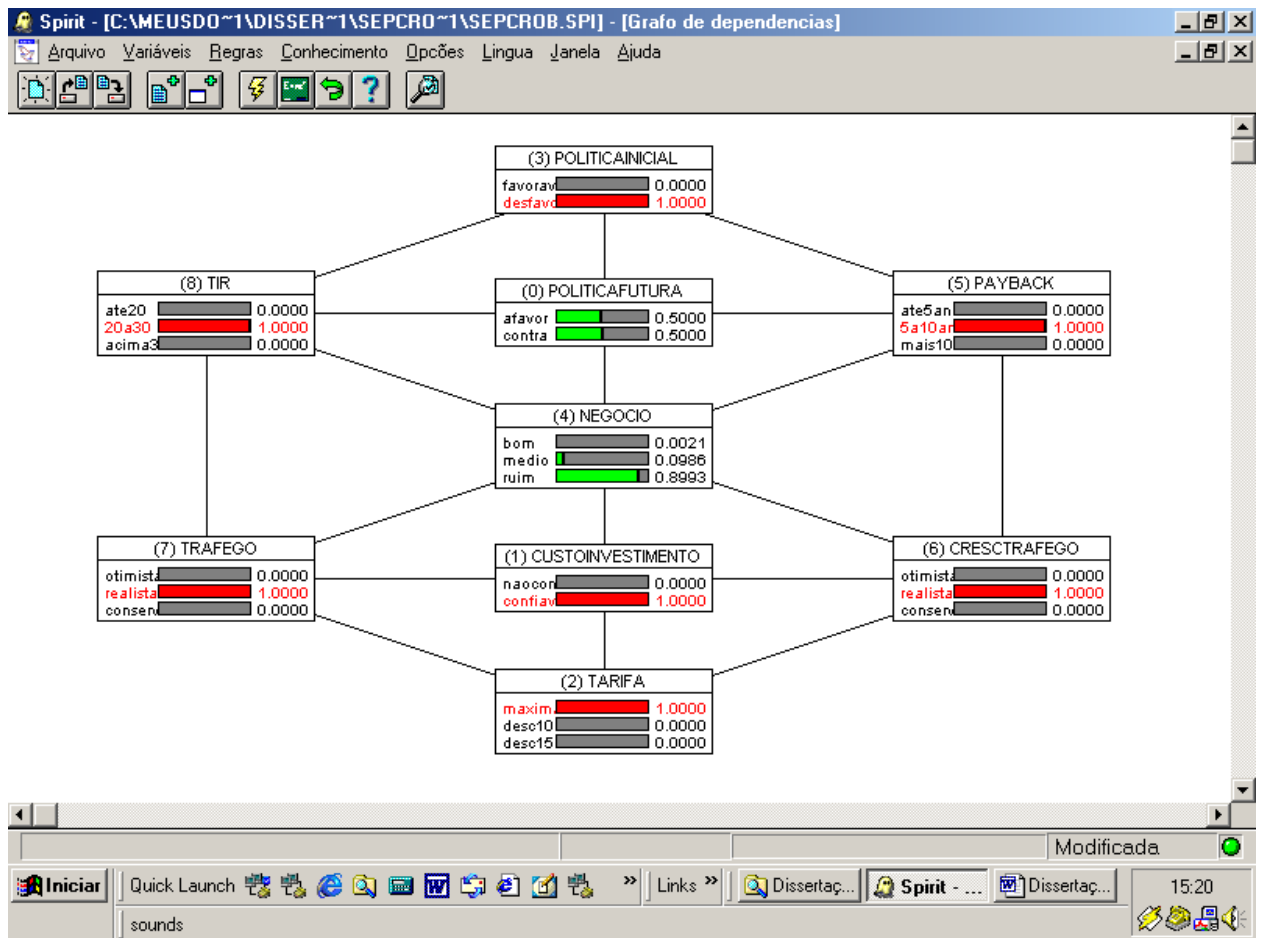 Spirit - [C:\MEUSDO~1\DISSER~1\SEPCRO~1\SEPCROB.SPI] - [Grafo de dependencias]
Arquivo Variáveis Regras Conhecimento Opcões Lingua Janela Ajuda
(3) POLITICAINICIAL
favorav 0.0000
desfavo 1.0000
(8) TIR
ate20 0.0000
20a30 1.0000
acima3 0.0000
(0) POLITICAFUTURA
afavor 0.5000
contra 0.5000
(5) PAYBACK
ate5an 0.0000
5a10ar 1.0000
mais10 0.0000
(4) NEGOCIO
bom 0.0021
medio 0.0986
ruim 0.8993
(7) TRAFEGO
otimista 0.0000
realista 1.0000
conserv 0.0000
(1) CUSTOINVESTIMENTO
naocon 0.0000
confiav 1.0000
(6) CRESCTRAFEGO
otimista 0.0000
realista 1.0000
conserv 0.0000
(2) TARIFA
maxim 1.0000
desc10 0.0000
desc15 0.0000
Modificada
Iniciar Quick Launch » Links » Dissertaç... Spirit - ... Dissertaç... 15:20
sounds